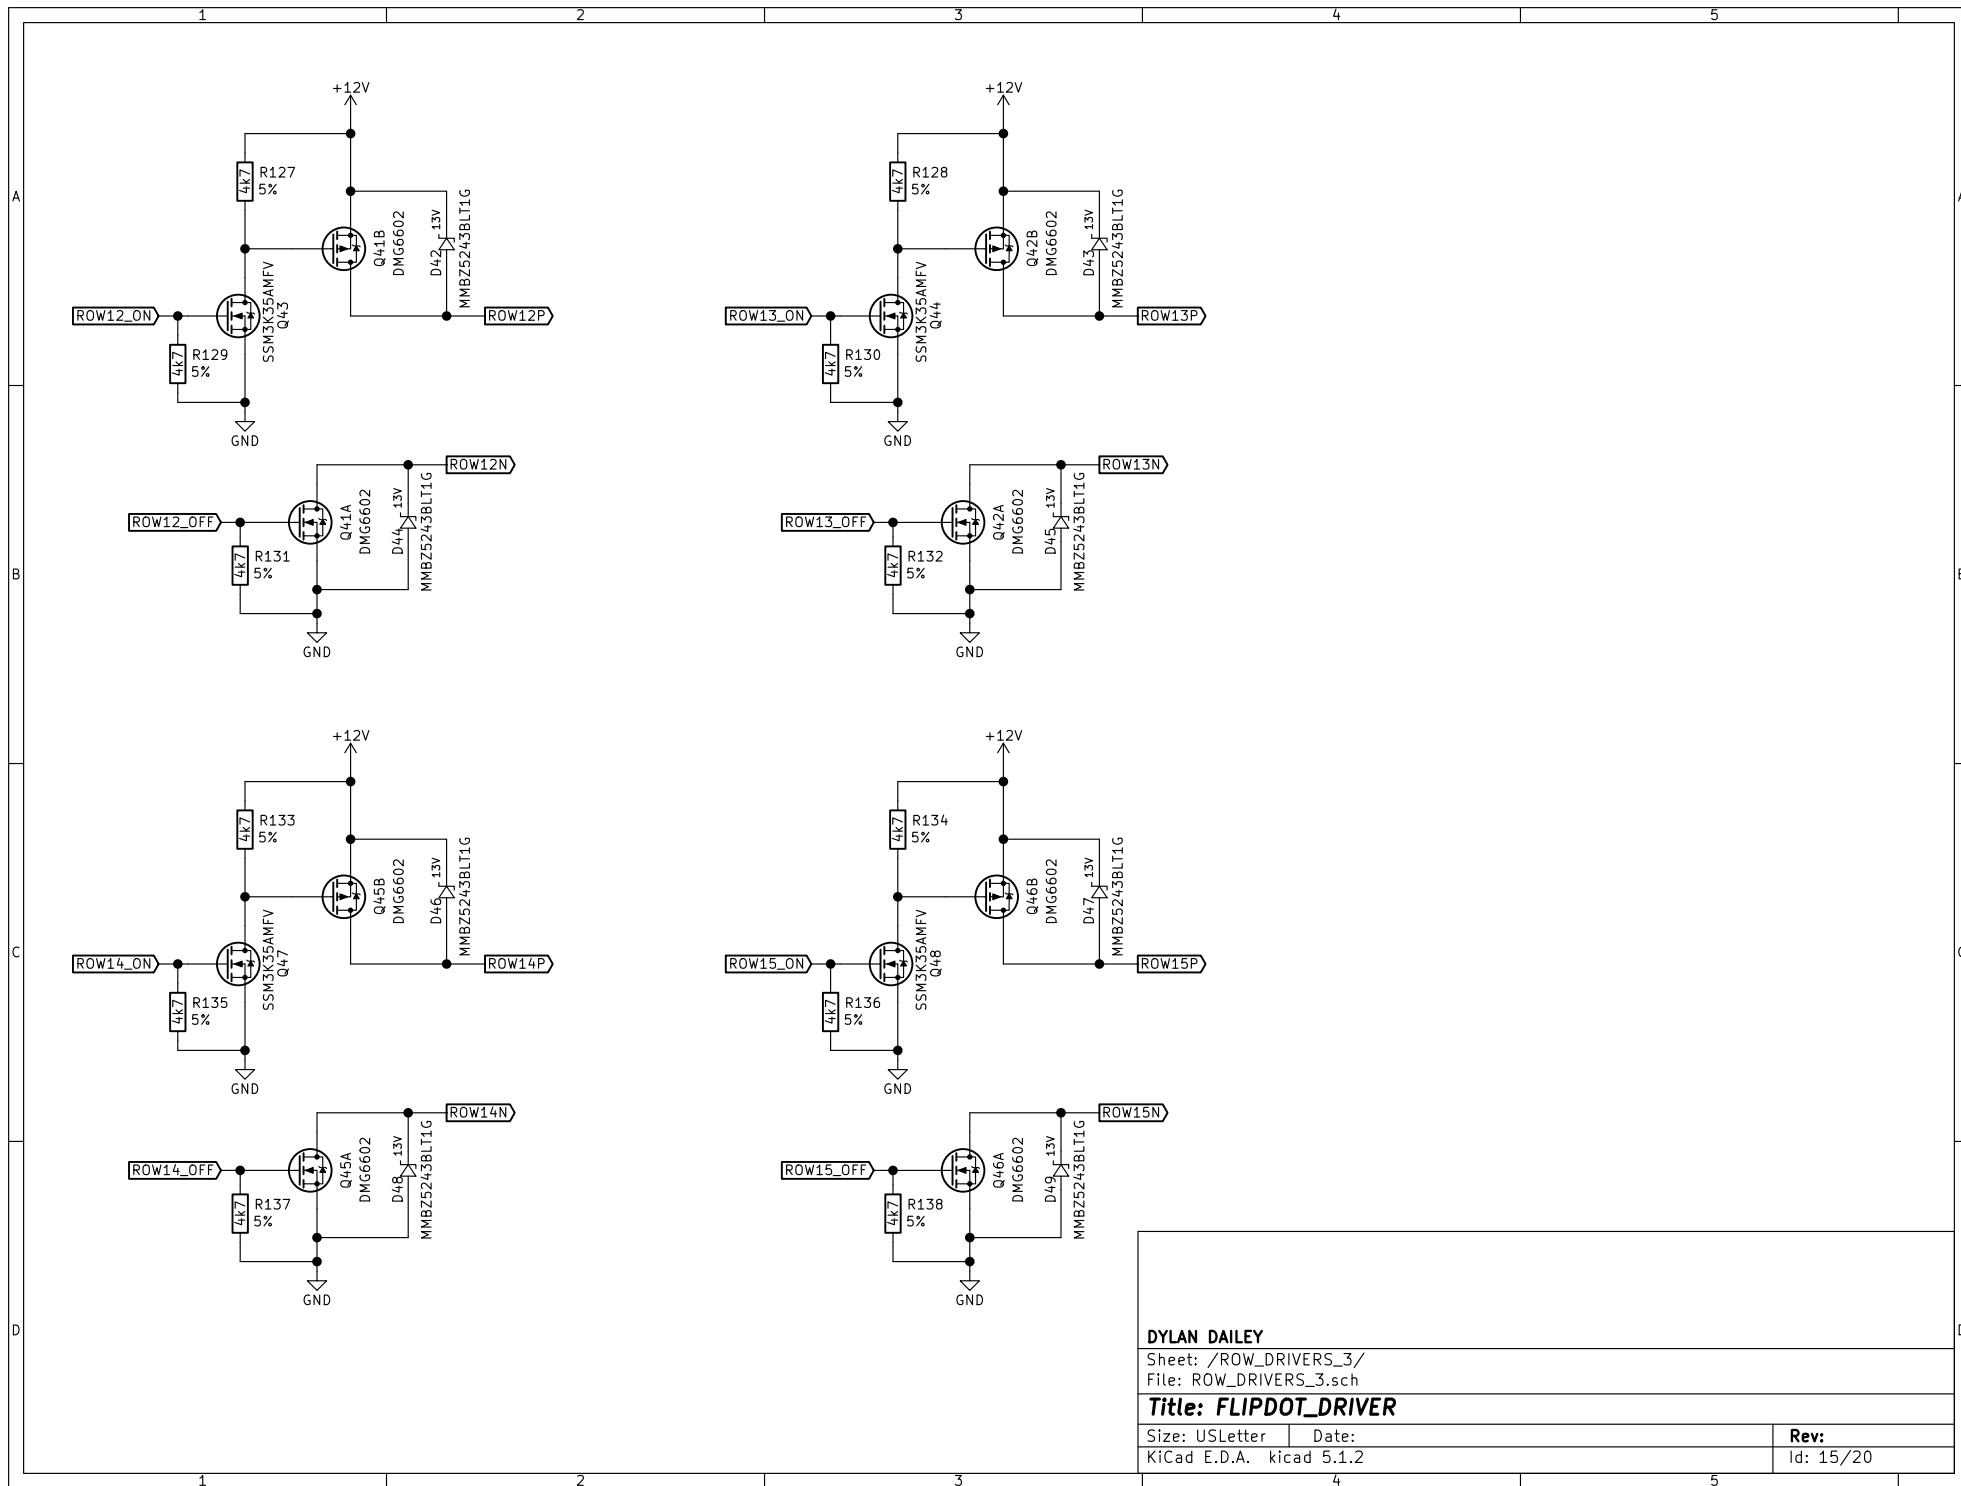 1 2 3 4 5
A
B
C
D
+12V
R127
5%
4k7
Q41B
DMG6602
D42
13V
MMBZ5243BLT1G
ROW12_ON
SSM3K35AMFV
Q43
ROW12P
R129
5%
4k7
GND
+12V
R128
5%
4k7
Q42B
DMG6602
D43
13V
MMBZ5243BLT1G
ROW13_ON
SSM3K35AMFV
Q44
ROW13P
R130
5%
4k7
GND
ROW12N
ROW12_OFF
Q41A
DMG6602
D44
13V
MMBZ5243BLT1G
R131
5%
4k7
GND
ROW13N
ROW13_OFF
Q42A
DMG6602
D45
13V
MMBZ5243BLT1G
R132
5%
4k7
GND
+12V
R133
5%
4k7
Q45B
DMG6602
D46
13V
MMBZ5243BLT1G
ROW14_ON
SSM3K35AMFV
Q47
ROW14P
R135
5%
4k7
GND
+12V
R134
5%
4k7
Q46B
DMG6602
D47
13V
MMBZ5243BLT1G
ROW15_ON
SSM3K35AMFV
Q48
ROW15P
R136
5%
4k7
GND
ROW14N
ROW14_OFF
Q45A
DMG6602
D48
13V
MMBZ5243BLT1G
R137
5%
4k7
GND
ROW15N
ROW15_OFF
Q46A
DMG6602
D49
13V
MMBZ5243BLT1G
R138
5%
4k7
GND
DYLAN DAILEY
Sheet: /ROW_DRIVERS_3/
File: ROW_DRIVERS_3.sch
Title: FLIPDOT_DRIVER
Size: USLetter Date: Rev:
KiCad E.D.A. kicad 5.1.2 Id: 15/20
1 2 3 4 5